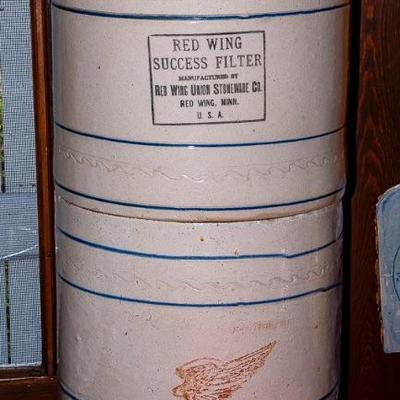 RED WING
SUCCESS FILTER
MANUFACTURED BY
RED WING UNION STONEWARE CO.
RED WING, MINN.
U. S. A.